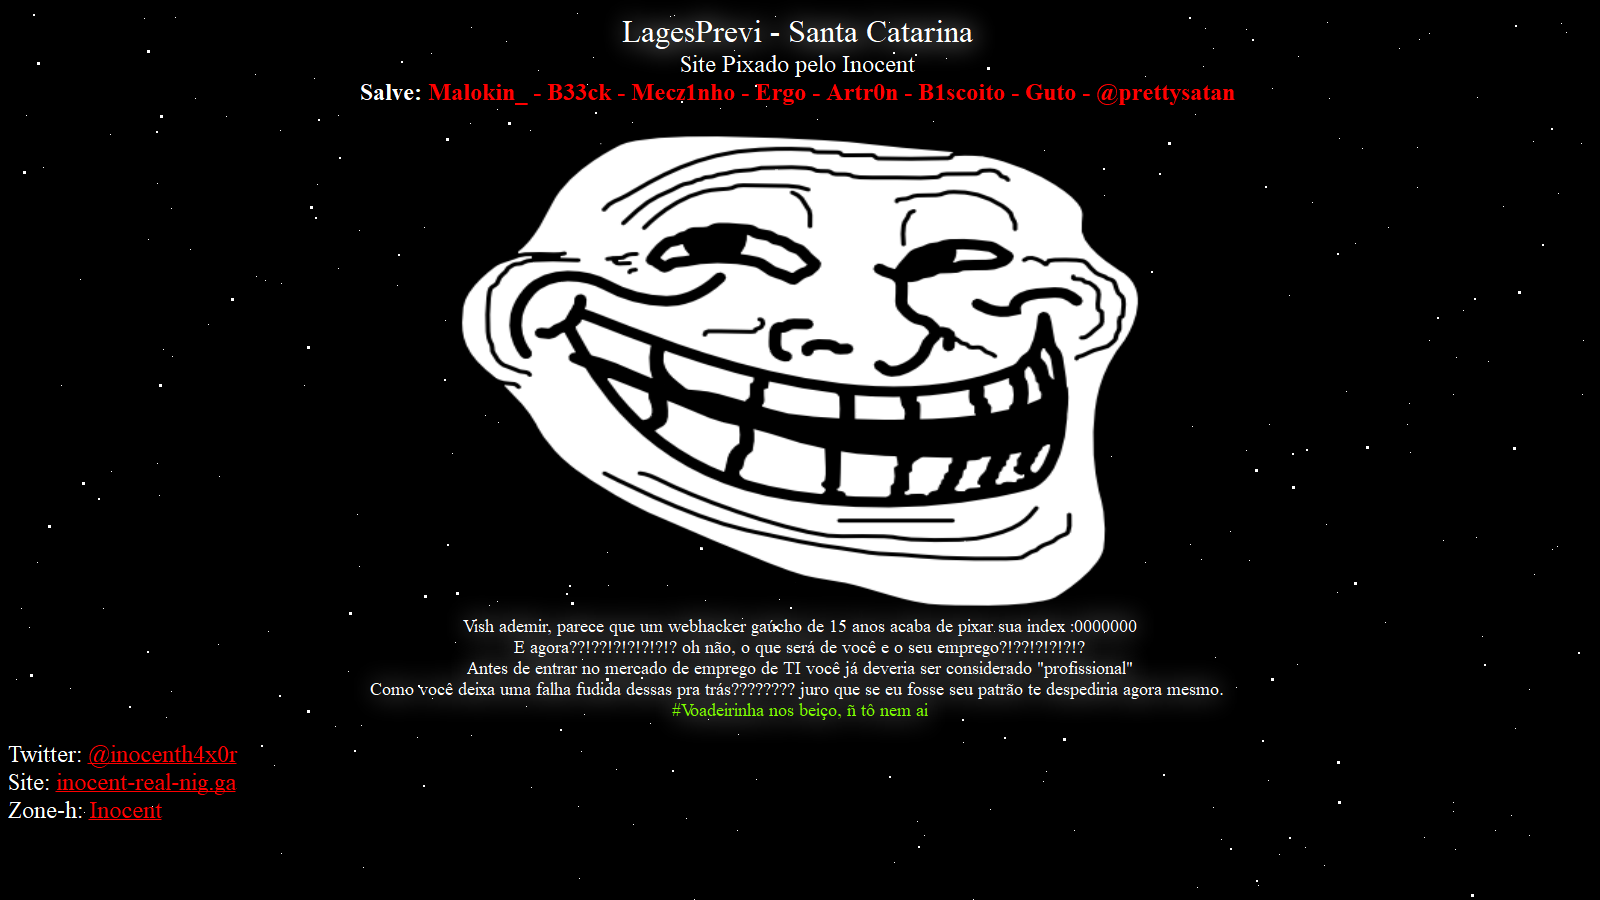 LagesPrevi - Santa Catarina
Site Pixado pelo Inocent
Salve: Malokin_ - B33ck - Mecz1nho - Ergo - Artr0n - B1scoito - Guto - @prettysatan
Vish ademir, parece que um webhacker gaúcho de 15 anos acaba de pixar sua index :0000000
E agora??!??!?!?!?!?!? oh não, o que será de você e o seu emprego?!??!?!?!?!?
Antes de entrar no mercado de emprego de TI você já deveria ser considerado "profissional"
Como você deixa uma falha fudida dessas pra trás???????? juro que se eu fosse seu patrão te despediria agora mesmo.
#Voadeirinha nos beiço, ñ tô nem ai
Twitter: @inocenth4x0r
Site: inocent-real-nig.ga
Zone-h: Inocent